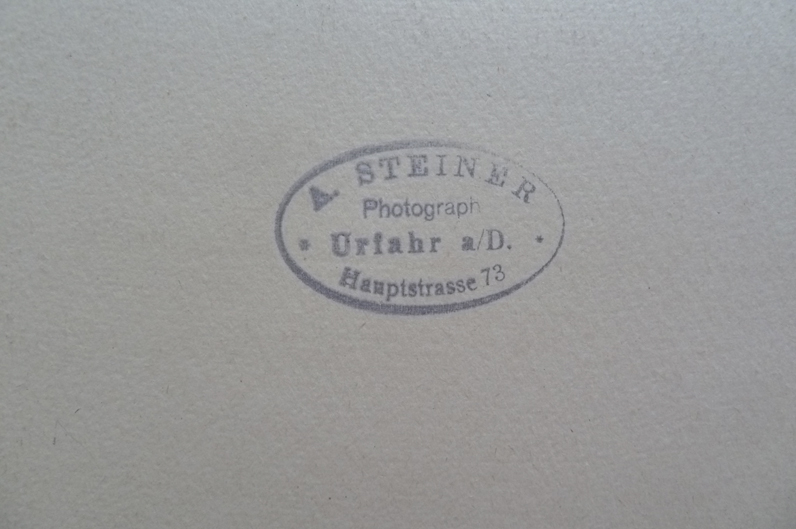 A. STEINER
Photograph
Urfahr a/D.
Hauptstrasse 73